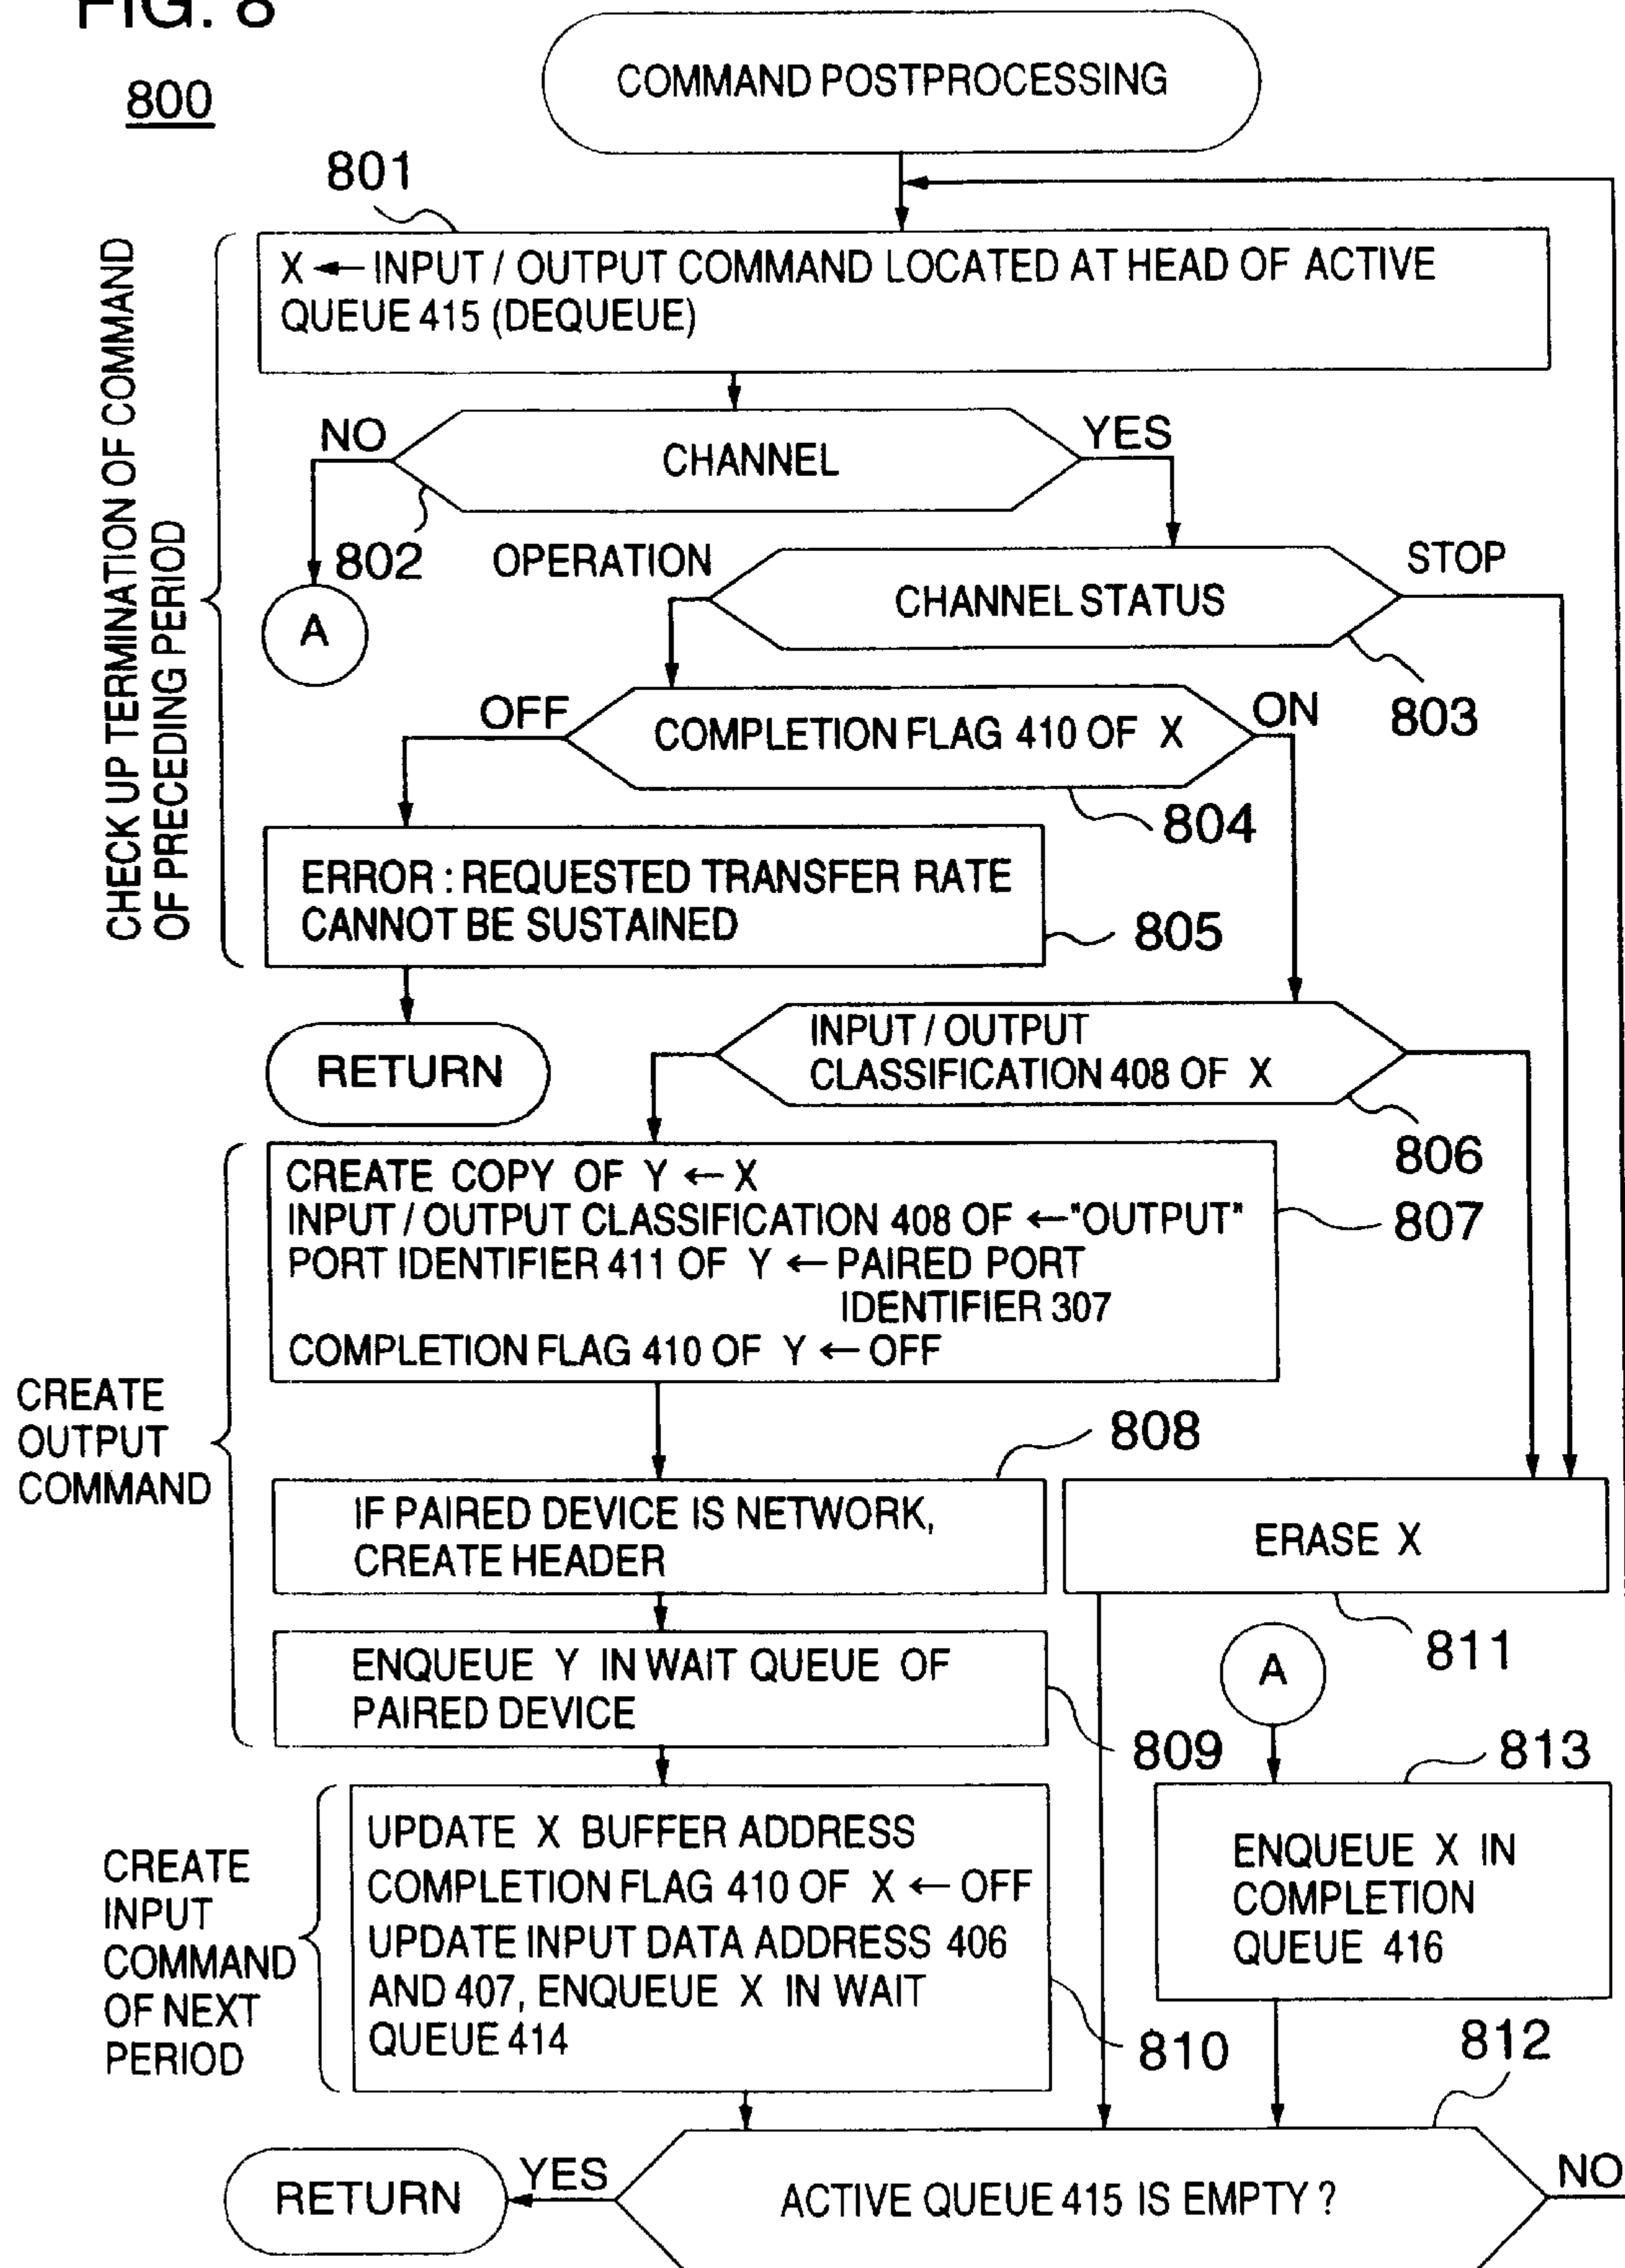 FIG. 8
800
COMMAND POSTPROCESSING
801
CHECK UP TERMINATION OF COMMAND
OF PRECEDING PERIOD
X ← INPUT / OUTPUT COMMAND LOCATED AT HEAD OF ACTIVE
QUEUE 415 (DEQUEUE)
NO
CHANNEL
YES
802
A
OPERATION
CHANNEL STATUS
STOP
803
OFF
COMPLETION FLAG 410 OF X
ON
804
ERROR : REQUESTED TRANSFER RATE
CANNOT BE SUSTAINED
805
RETURN
INPUT / OUTPUT
CLASSIFICATION 408 OF X
806
CREATE
OUTPUT
COMMAND
CREATE COPY OF Y ← X
INPUT / OUTPUT CLASSIFICATION 408 OF ← "OUTPUT"
PORT IDENTIFIER 411 OF Y ← PAIRED PORT
IDENTIFIER 307
COMPLETION FLAG 410 OF Y ← OFF
807
808
IF PAIRED DEVICE IS NETWORK,
CREATE HEADER
ERASE X
811
ENQUEUE Y IN WAIT QUEUE OF
PAIRED DEVICE
809
A
813
CREATE
INPUT
COMMAND
OF NEXT
PERIOD
UPDATE X BUFFER ADDRESS
COMPLETION FLAG 410 OF X ← OFF
UPDATE INPUT DATA ADDRESS 406
AND 407, ENQUEUE X IN WAIT
QUEUE 414
810
ENQUEUE X IN
COMPLETION
QUEUE 416
812
RETURN
YES
ACTIVE QUEUE 415 IS EMPTY ?
NO